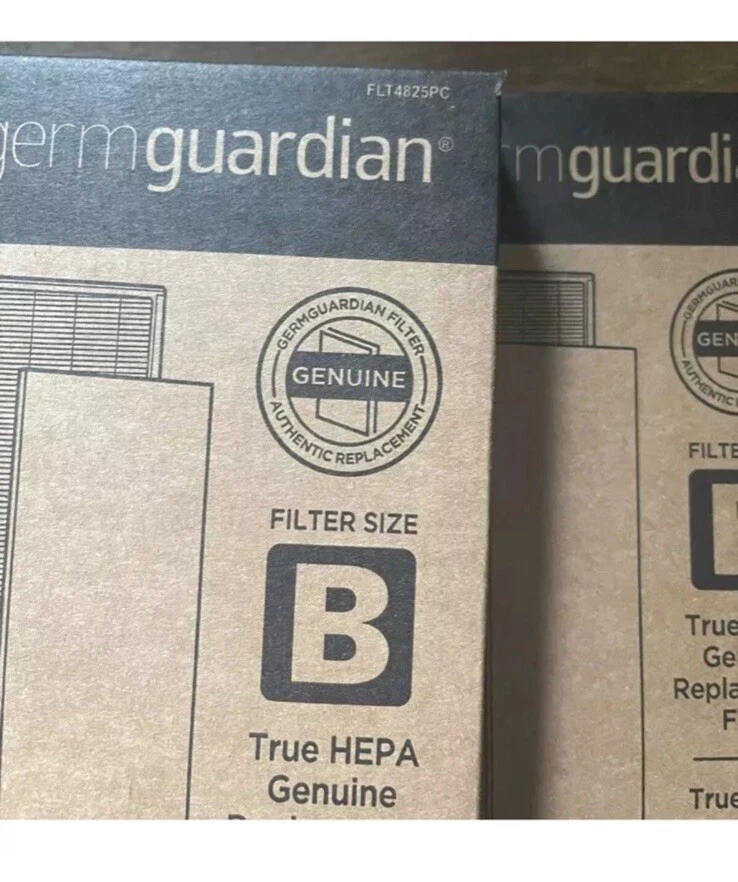 FLT4825PC
germguardian®
GERMGUARDIAN FILTER
GENUINE
AUTHENTIC REPLACEMENT
FILTER SIZE
B
True HEPA
Genuine
rmguardi
GERMGUAR
GEN
AUTHENTIC
FILTE
True
Ge
Repla
F
True